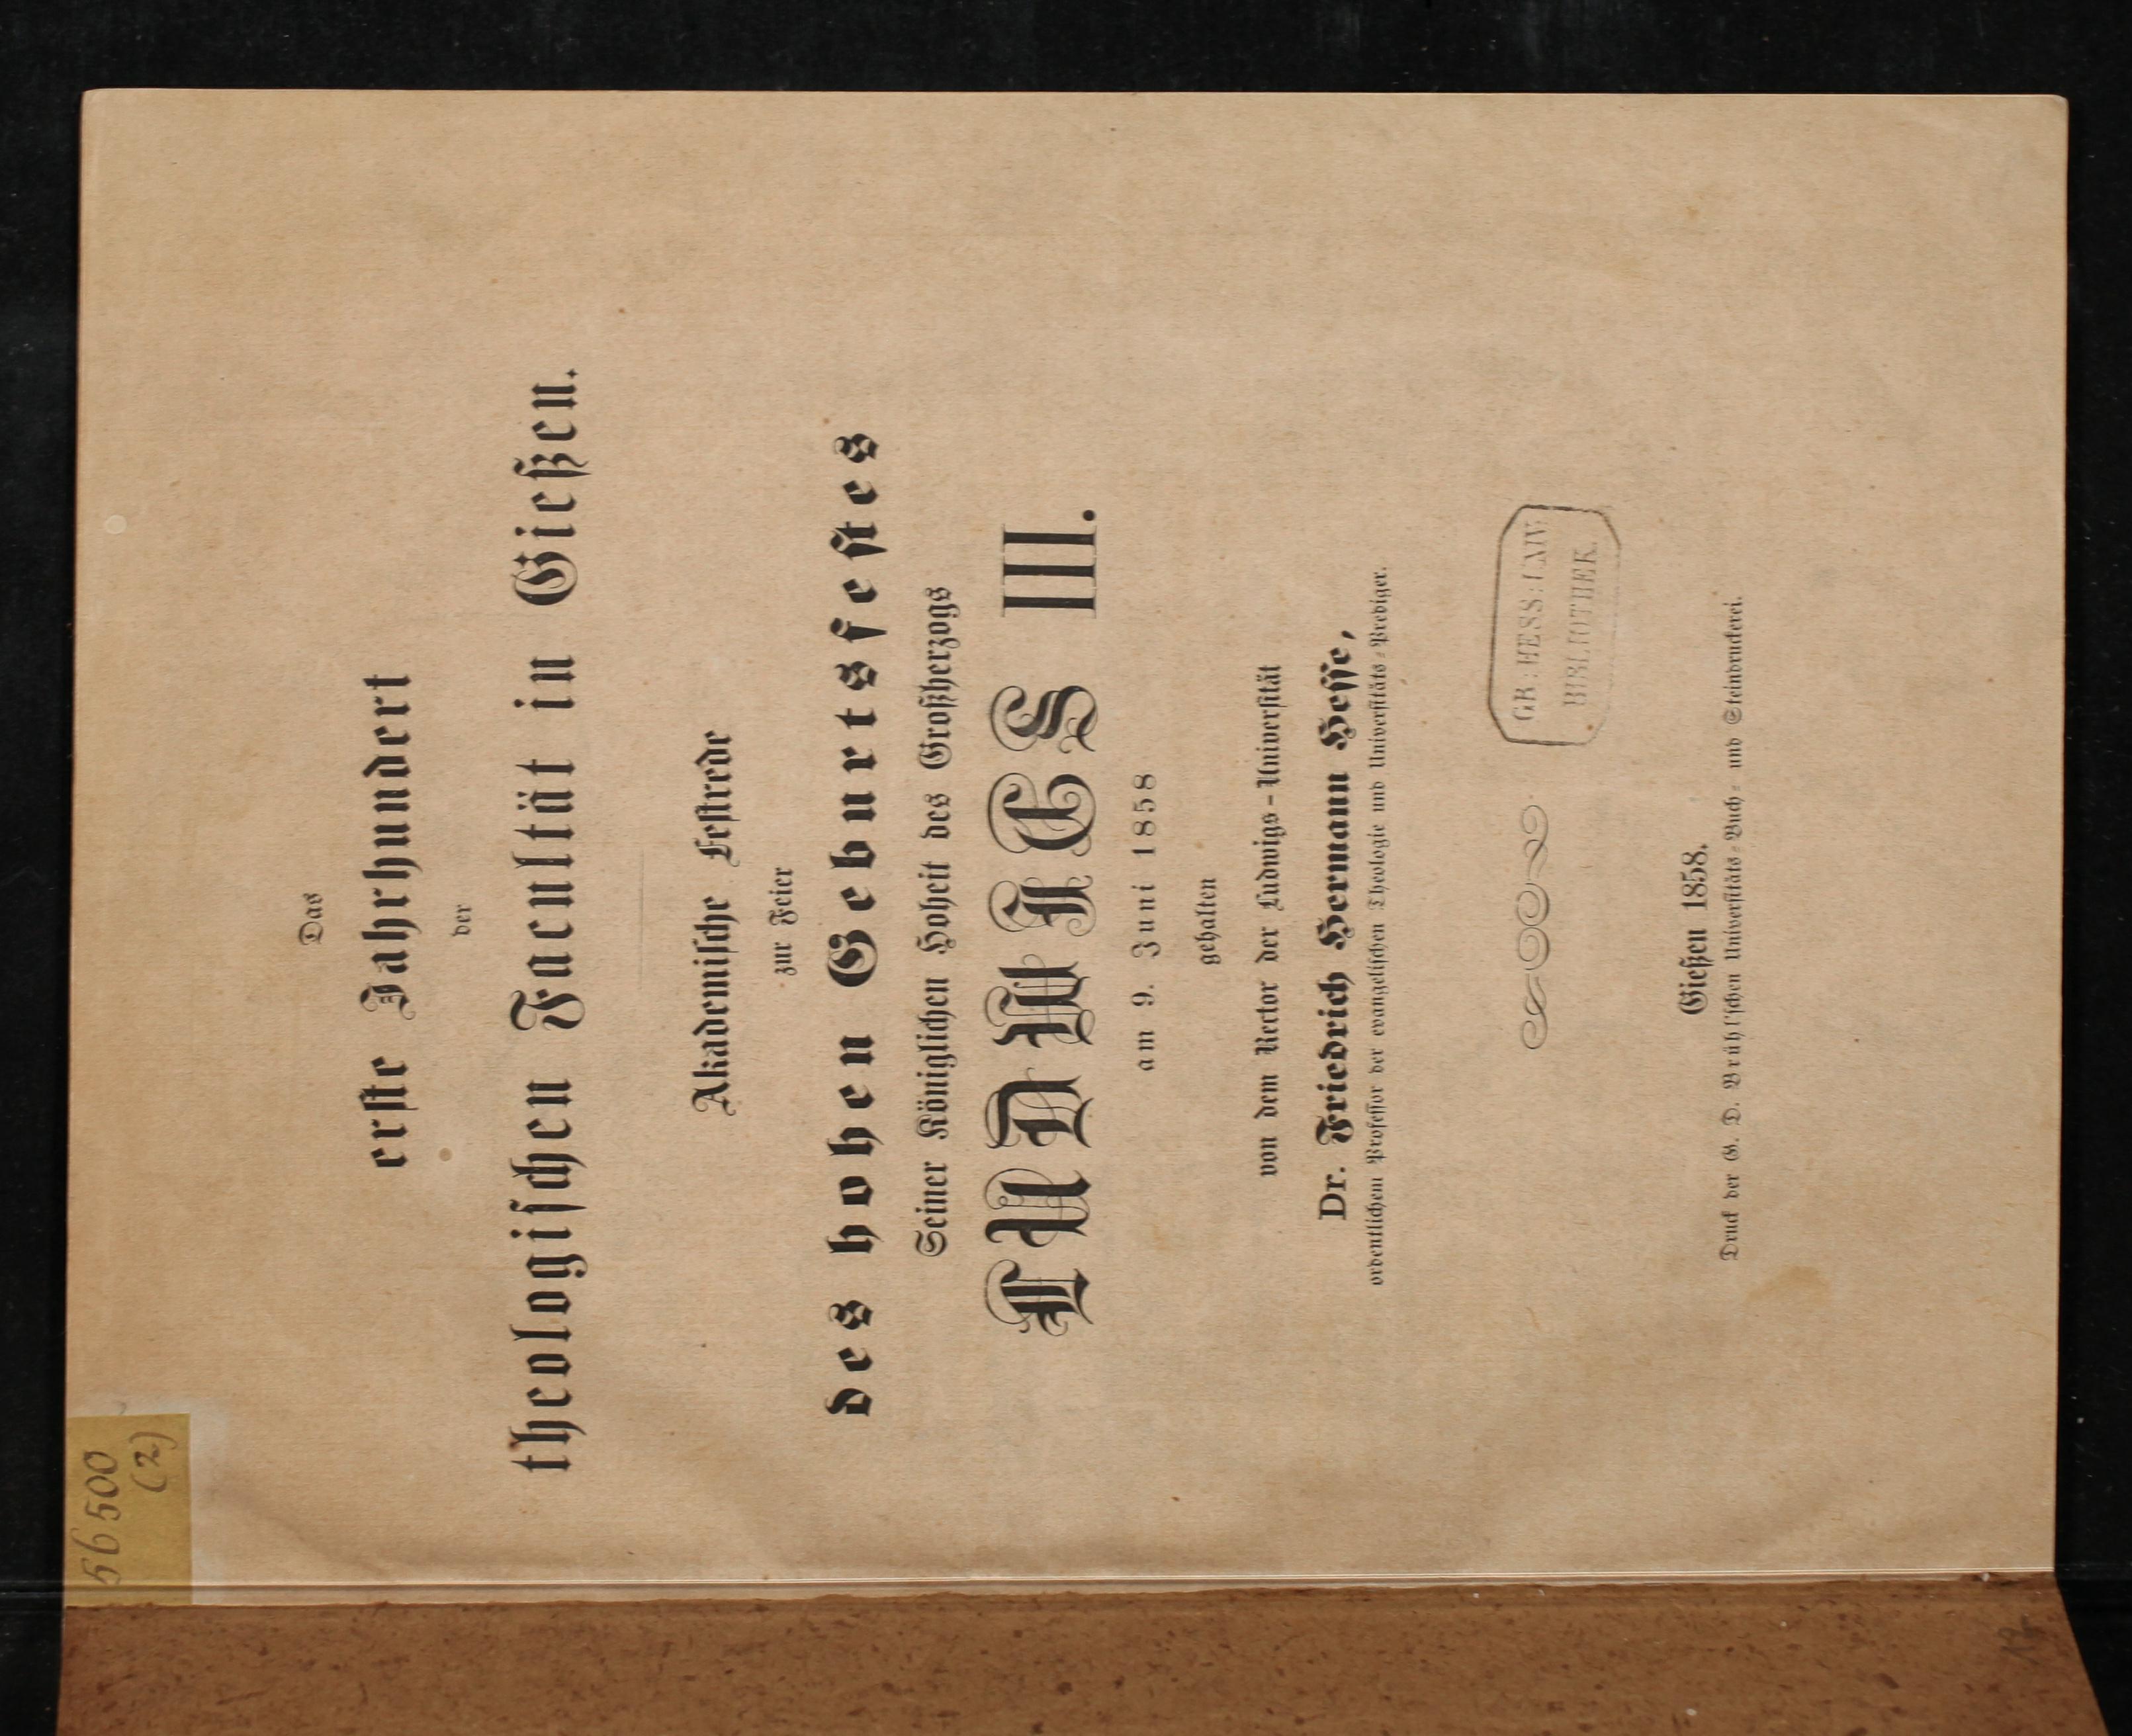 56500
(2)
Das
erste Jahrhundert
der
theologischen Facultät in Gießen.
Akademische Festrede
zur Feier
des hohen Geburtsfestes
Seiner Königlichen Hoheit des Großherzogs
LUDWIGS III.
am 9. Juni 1858
gehalten
von dem Rector der Ludwigs-Universität
Dr. Friedrich Hermann Hesse,
ordentlichem Professor der evangelischen Theologie und Universitäts-Prediger.
GR: HESS: UNIV:
BIBLIOTHEK.
Gießen 1858.
Druck der G. D. Brühl'schen Universitäts-Buch- und Steindruckerei.